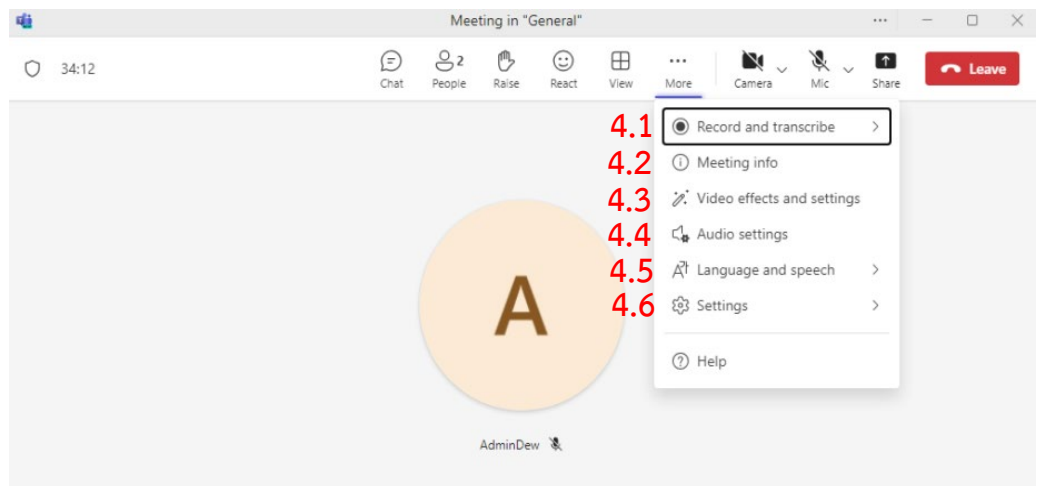 Meeting in "General"
34:12
Chat
2
People
Raise
React
View
More
Camera
Mic
Share
Leave
4.1 Record and transcribe
4.2 Meeting info
4.3 Video effects and settings
4.4 Audio settings
4.5 Language and speech
4.6 Settings
Help
A
AdminDew